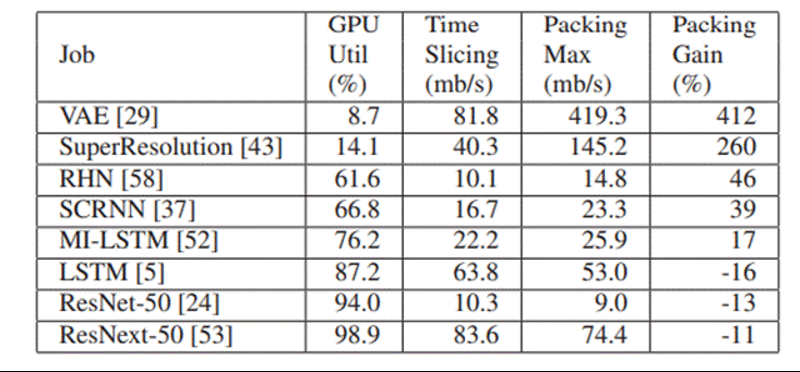 Job GPU Util (%) Time Slicing (mb/s) Packing Max (mb/s) Packing Gain (%)
VAE [29] 8.7 81.8 419.3 412
SuperResolution [43] 14.1 40.3 145.2 260
RHN [58] 61.6 10.1 14.8 46
SCRNN [37] 66.8 16.7 23.3 39
MI-LSTM [52] 76.2 22.2 25.9 17
LSTM [5] 87.2 63.8 53.0 -16
ResNet-50 [24] 94.0 10.3 9.0 -13
ResNext-50 [53] 98.9 83.6 74.4 -11